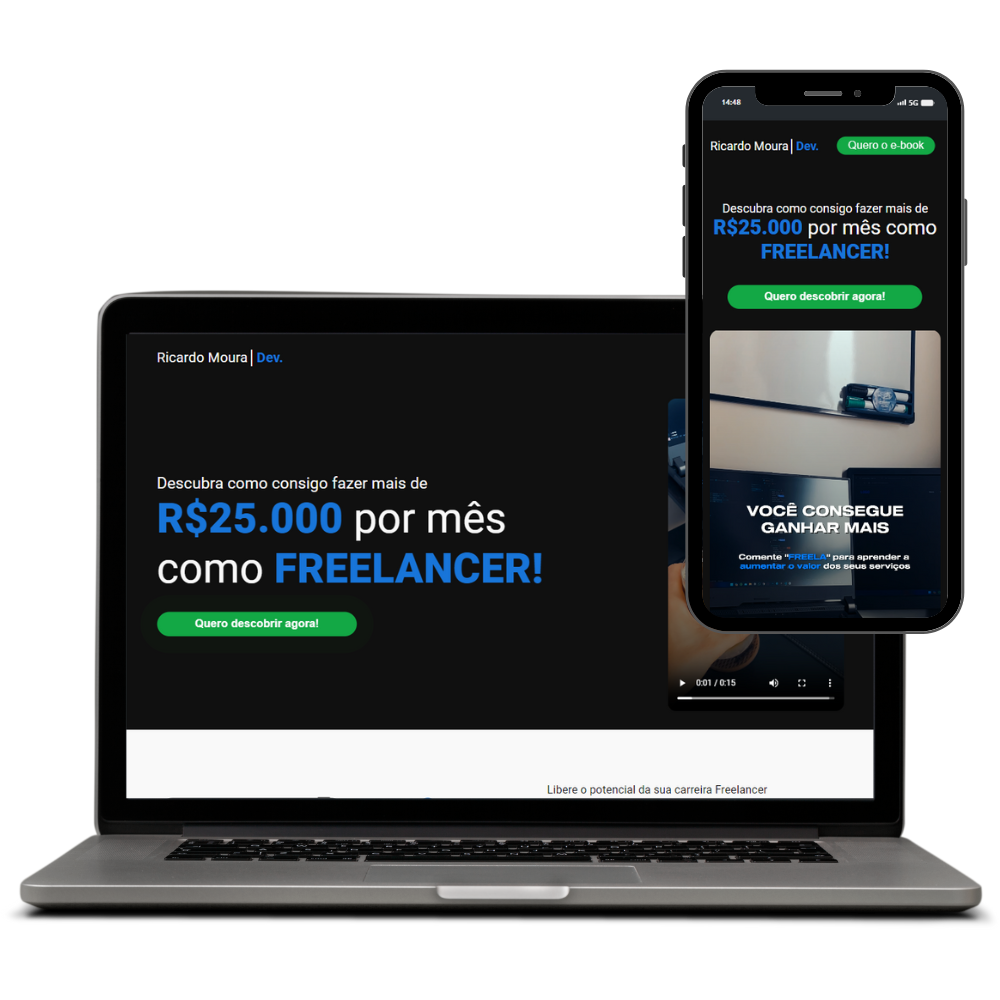 14:48
5G
Ricardo Moura| Dev.
Quero o e-book
Descubra como consigo fazer mais de
R$25.000 por mês como
FREELANCER!
Quero descobrir agora!
VOCÊ CONSEGUE
GANHAR MAIS
Comente "FREELA" para aprender a
aumentar o valor dos seus serviços
Ricardo Moura| Dev.
Descubra como consigo fazer mais de
R$25.000 por mês
como FREELANCER!
Quero descobrir agora!
0:01 / 0:15
Libere o potencial da sua carreira Freelancer